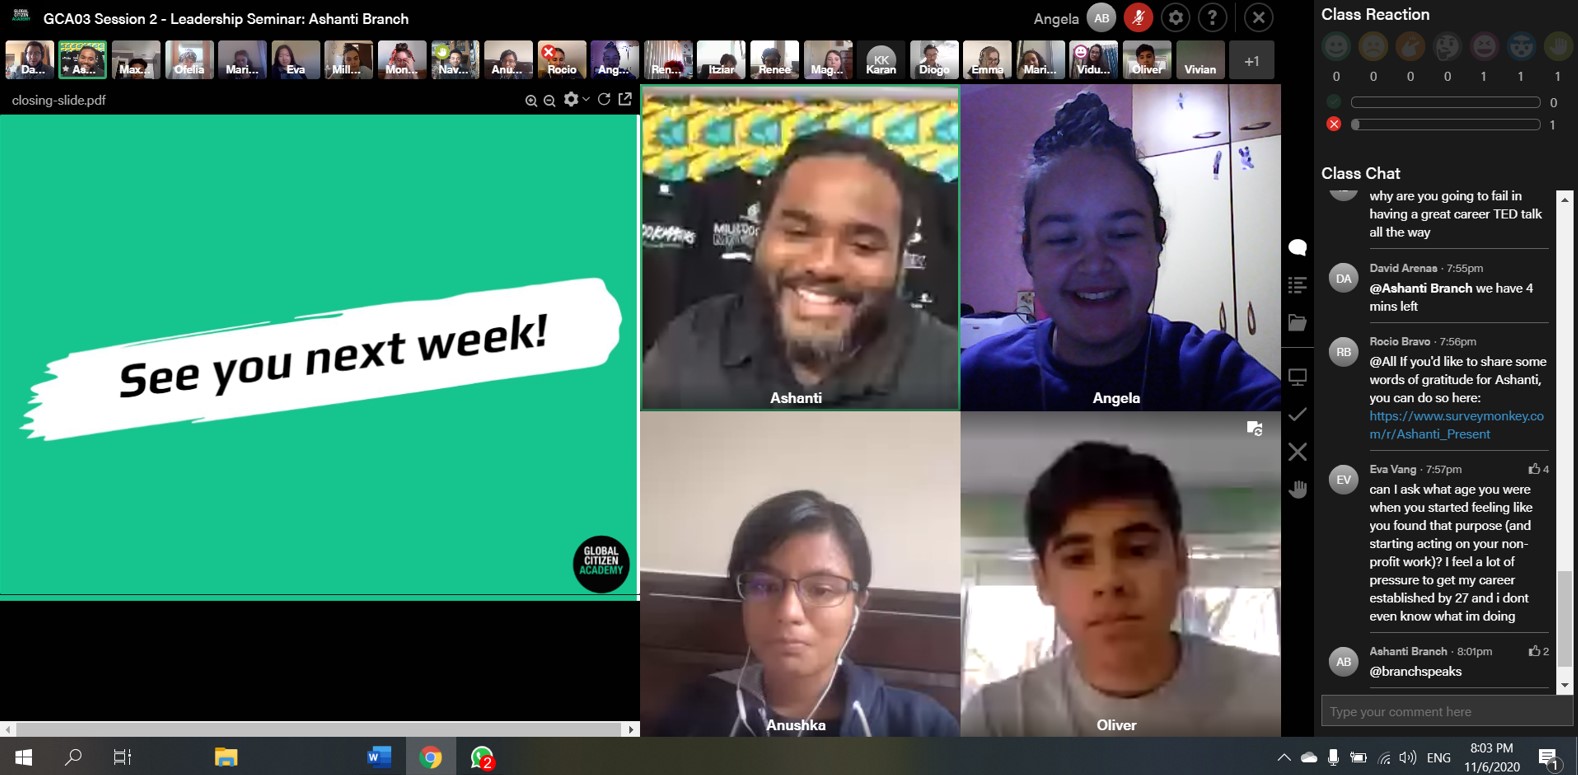 GLOBAL
CITIZEN
ACADEMY
GCA03 Session 2 - Leadership Seminar: Ashanti Branch
Angela
AB
Da...
As...
Max...
Ofelia
Mari...
Eva
Mill...
Mon...
Nav...
Anu...
Rocio
Ang...
Ren...
Itziar
Renee
Mag...
KK
Karan
Diogo
Emma
Mari...
Vidu...
Oliver
Vivian
+1
closing-slide.pdf
See you next week!
GLOBAL
CITIZEN
ACADEMY
Ashanti
Angela
Anushka
Oliver
Class Reaction
0 0 0 0 1 1 1
0
1
Class Chat
why are you going to fail in
having a great career TED talk
all the way
DA
David Arenas · 7:55pm
@Ashanti Branch we have 4
mins left
RB
Rocio Bravo · 7:56pm
@All If you'd like to share some
words of gratitude for Ashanti,
you can do so here:
https://www.surveymonkey.co
m/r/Ashanti_Present
EV
Eva Vang · 7:57pm 4
can I ask what age you were
when you started feeling like
you found that purpose (and
starting acting on your non-
profit work)? I feel a lot of
pressure to get my career
established by 27 and i dont
even know what im doing
AB
Ashanti Branch · 8:01pm 2
@branchspeaks
Type your comment here
2
ENG
8:03 PM
11/6/2020
1